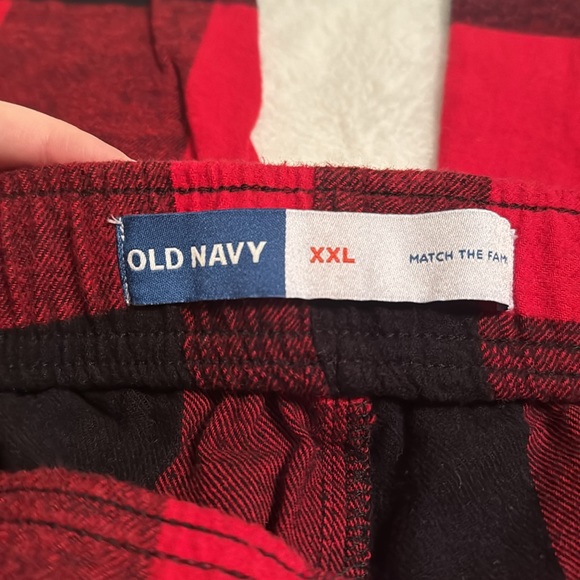 OLD NAVY XXL MATCH THE FAM